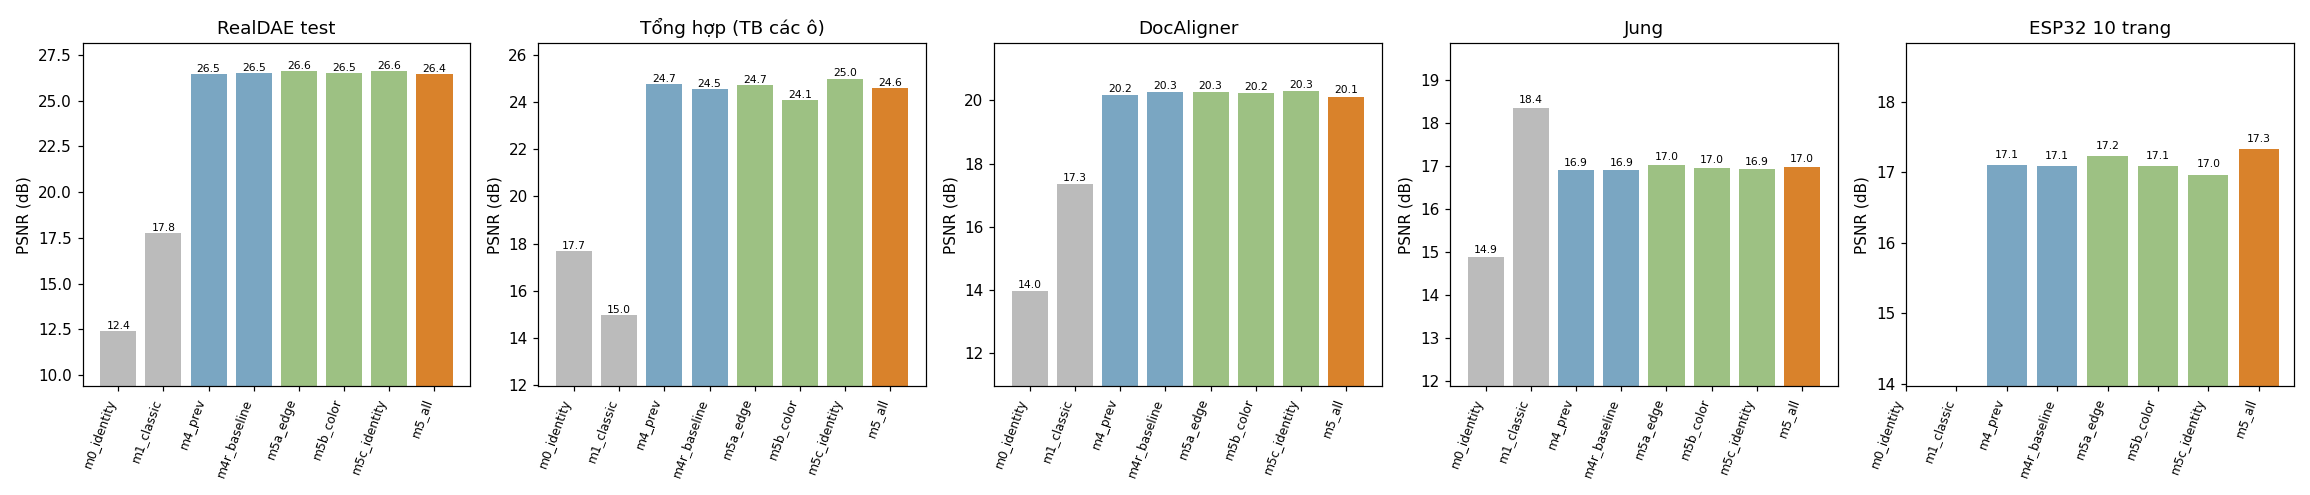 RealDAE test
PSNR (dB)
27.5
25.0
22.5
20.0
17.5
15.0
12.5
10.0
12.4
17.8
26.5
26.5
26.6
26.5
26.6
26.4
m0_identity
m1_classic
m4_prev
m4r_baseline
m5a_edge
m5b_color
m5c_identity
m5_all
Tổng hợp (TB các ô)
PSNR (dB)
26
24
22
20
18
16
14
12
17.7
15.0
24.7
24.5
24.7
24.1
25.0
24.6
m0_identity
m1_classic
m4_prev
m4r_baseline
m5a_edge
m5b_color
m5c_identity
m5_all
DocAligner
PSNR (dB)
20
18
16
14
12
14.0
17.3
20.2
20.3
20.3
20.2
20.3
20.1
m0_identity
m1_classic
m4_prev
m4r_baseline
m5a_edge
m5b_color
m5c_identity
m5_all
Jung
PSNR (dB)
19
18
17
16
15
14
13
12
14.9
18.4
16.9
16.9
17.0
17.0
16.9
17.0
m0_identity
m1_classic
m4_prev
m4r_baseline
m5a_edge
m5b_color
m5c_identity
m5_all
ESP32 10 trang
PSNR (dB)
18
17
16
15
14
17.1
17.1
17.2
17.1
17.0
17.3
m0_identity
m1_classic
m4_prev
m4r_baseline
m5a_edge
m5b_color
m5c_identity
m5_all